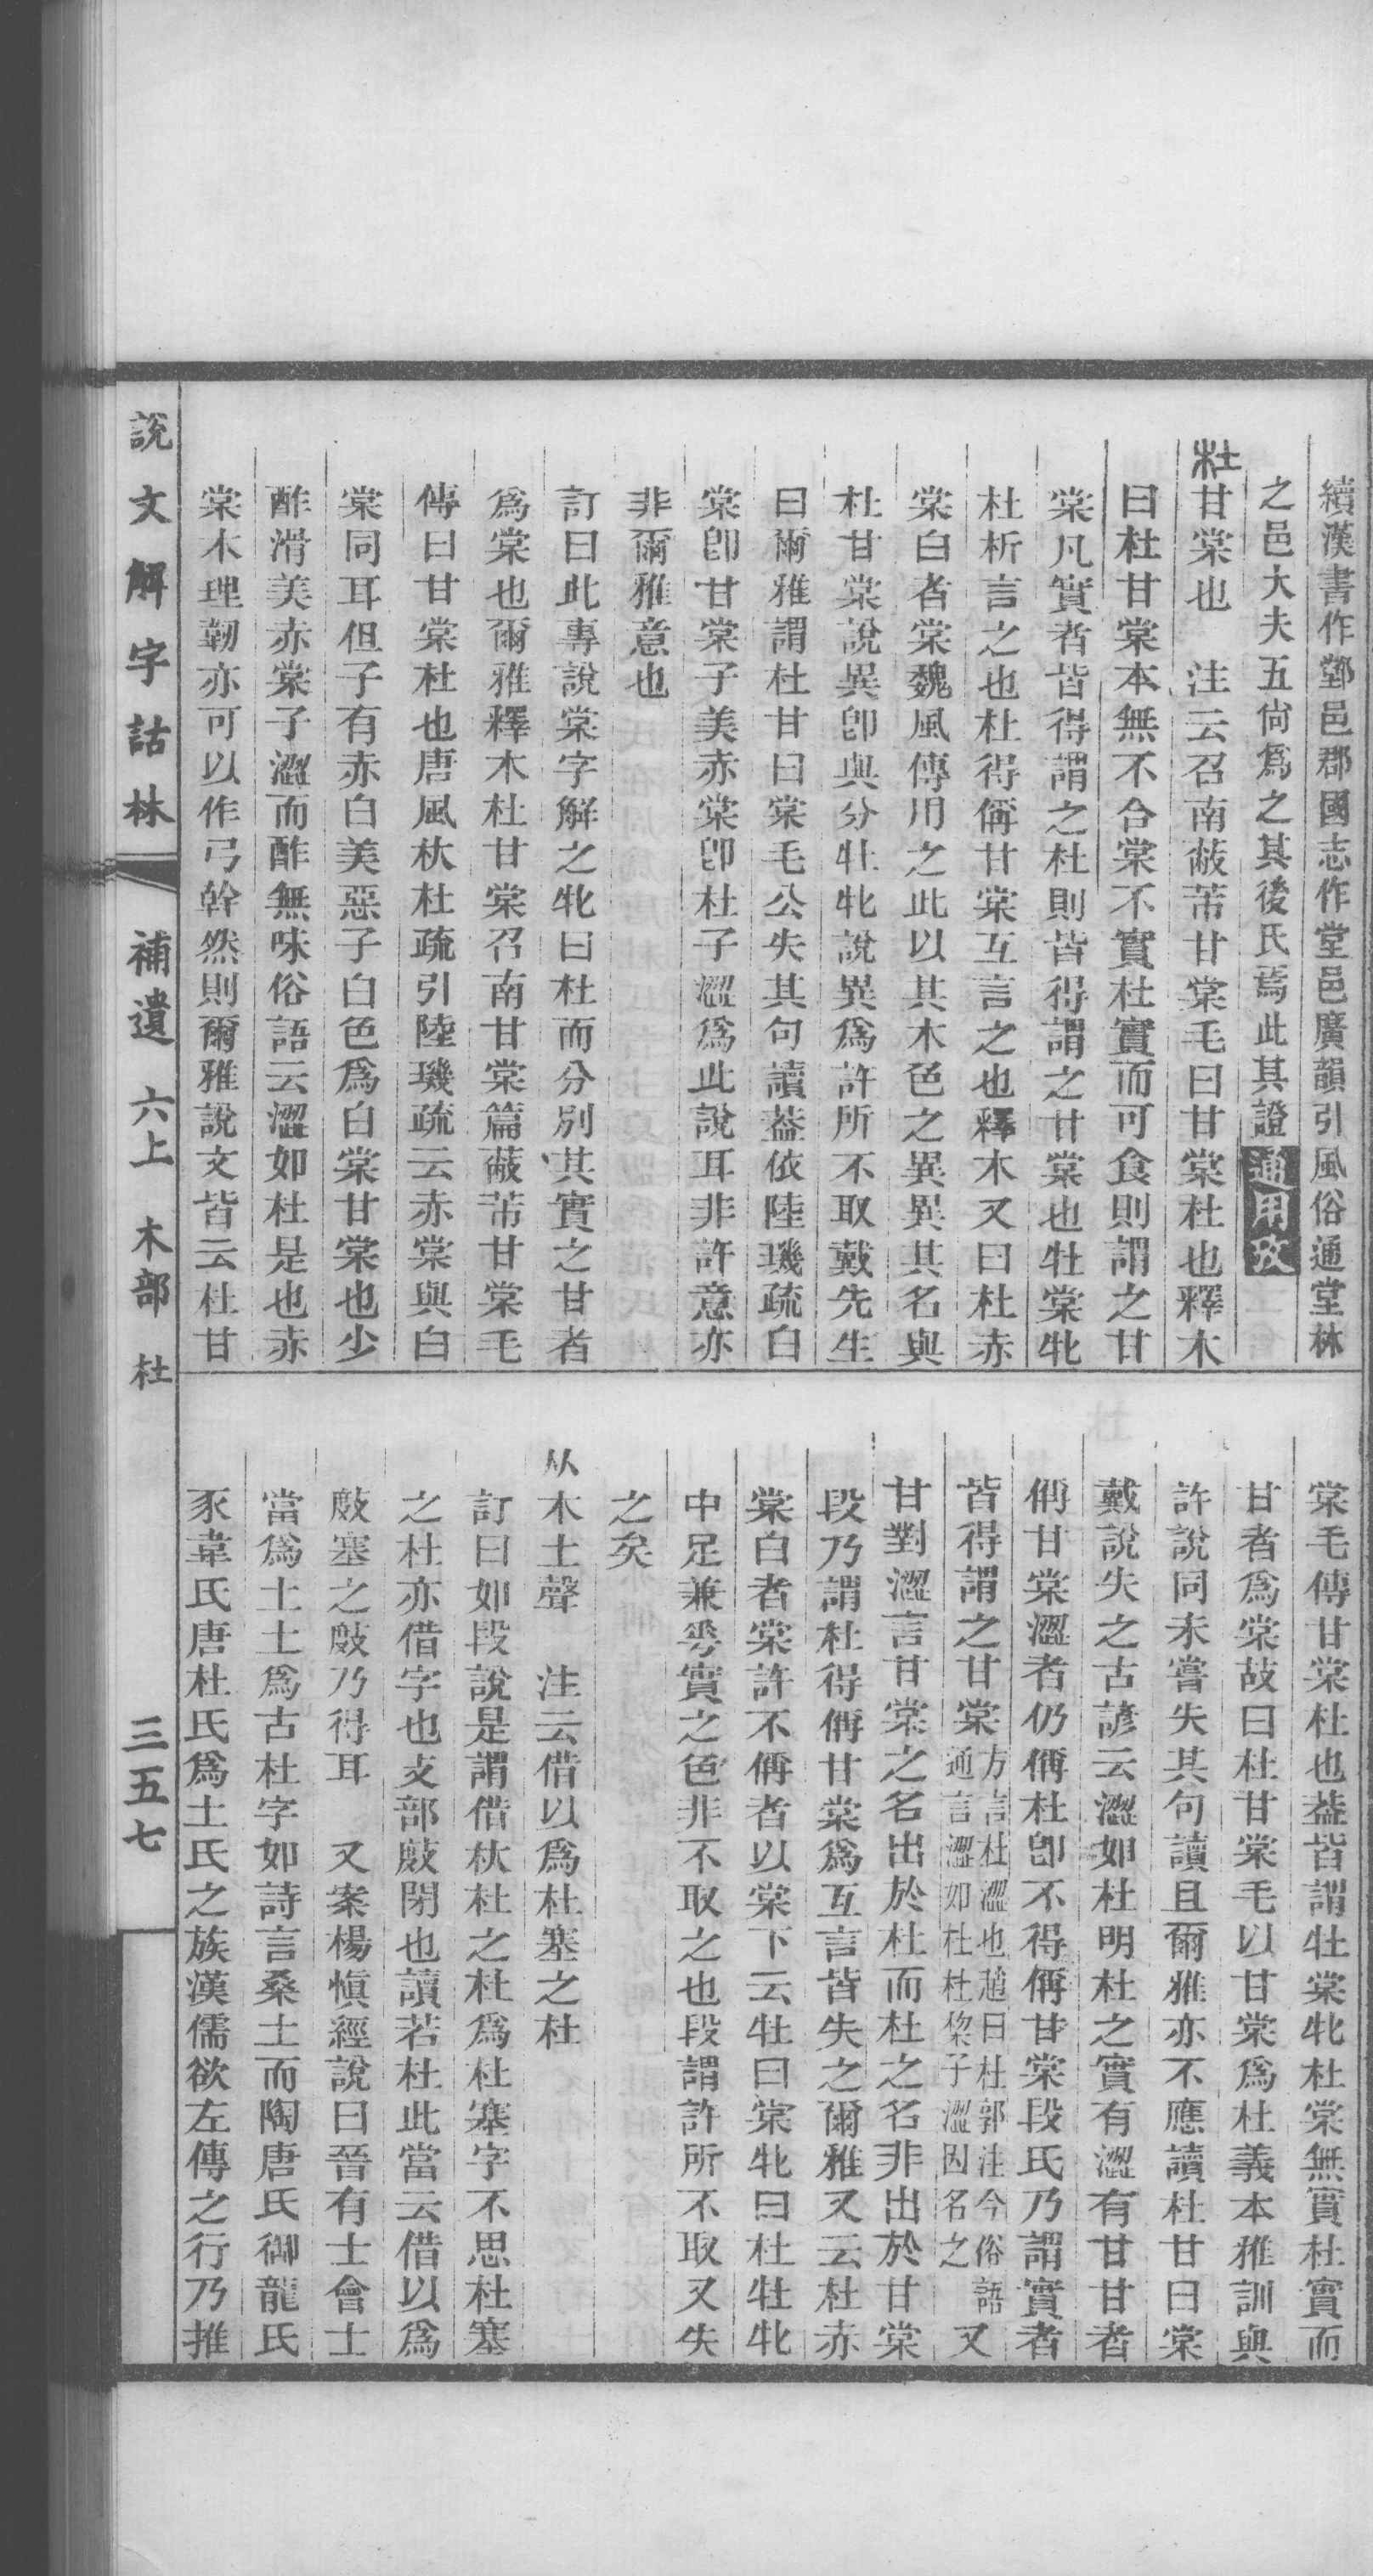 續漢書作鄧邑郡國志作堂邑廣韻引風俗通堂林
之邑大夫五尙爲之其後氏焉此其證
杜甘棠也　注云召南蔽芾甘棠毛曰甘棠杜也釋木
曰杜甘棠本無不合棠不實杜實而可食則謂之甘
棠凡實者皆得謂之杜則皆得謂之甘棠也牡棠牝
杜析言之也杜得偁甘棠互言之也釋木又曰杜赤
棠白者棠魏風傳用之此以其木色之異異其名與
杜甘棠說異卽與分牡牝說異爲許所不取戴先生
曰爾雅謂杜甘曰棠毛公失其句讀葢依陸璣疏白
棠卽甘棠子美赤棠卽杜子澀爲此說耳非許意亦
非爾雅意也
訂曰此專說棠字解之牝曰杜而分別其實之甘者
爲棠也爾雅釋木杜甘棠召南甘棠篇蔽芾甘棠毛
傳曰甘棠杜也唐風杕杜疏引陸璣疏云赤棠與白
棠同耳但子有赤白美惡子白色爲白棠甘棠也少
酢滑美赤棠子澀而酢無味俗語云澀如杜是也赤
棠木理韌亦可以作弓幹然則爾雅說文皆云杜甘
棠毛傳甘棠杜也葢皆謂牡棠牝杜棠無實杜實而
甘者爲棠故曰杜甘棠毛以甘棠爲杜義本雅訓與
許說同未嘗失其句讀且爾雅亦不應讀杜甘曰棠
戴說失之古諺云澀如杜明杜之實有澀有甘甘者
偁甘棠澀者仍偁杜卽不得偁甘棠段氏乃謂實者
皆得謂之甘棠方言杜澀也趙曰杜郭注今俗語通言澀如杜杜棃子澀因名之又
甘對澀言甘棠之名出於杜而杜之名非出於甘棠
段乃謂杜得偁甘棠爲互言皆失之爾雅又云杜赤
棠白者棠許不偁者以棠下云牡曰棠牝曰杜牡牝
中足兼𠌶實之色非不取之也段謂許所不取又失
之矣
从木土聲　注云借以爲杜塞之杜
訂曰如段說是謂借杕杜之杜爲杜塞字不思杜塞
之杜亦借字也攴部㪉閉也讀若杜此當云借以爲
㪉塞之㪉乃得耳　又案楊愼經說曰晉有士會士
當爲土土爲古杜字如詩言桑土而陶唐氏御龍氏
豕韋氏唐杜氏爲土氏之族漢儒欲左傳之行乃推
說文解字詁林　補遺　六上　木部　杜　三五七